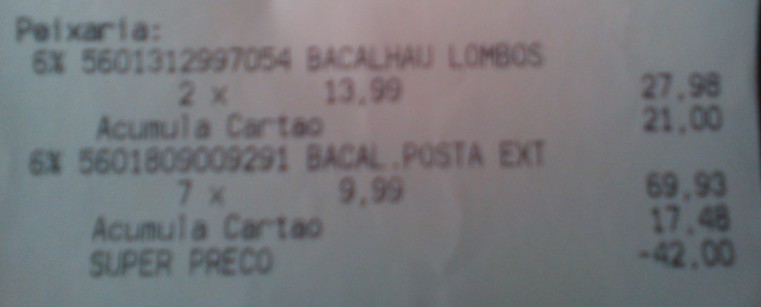 Peixaria:
6% 5601312997054 BACALHAU LOMBOS
2 x 13,99 27,98
Acumula Cartao 21,00
6% 5601809009291 BACAL.POSTA EXT
7 x 9,99 69,93
Acumula Cartao 17,48
SUPER PRECO -42,00